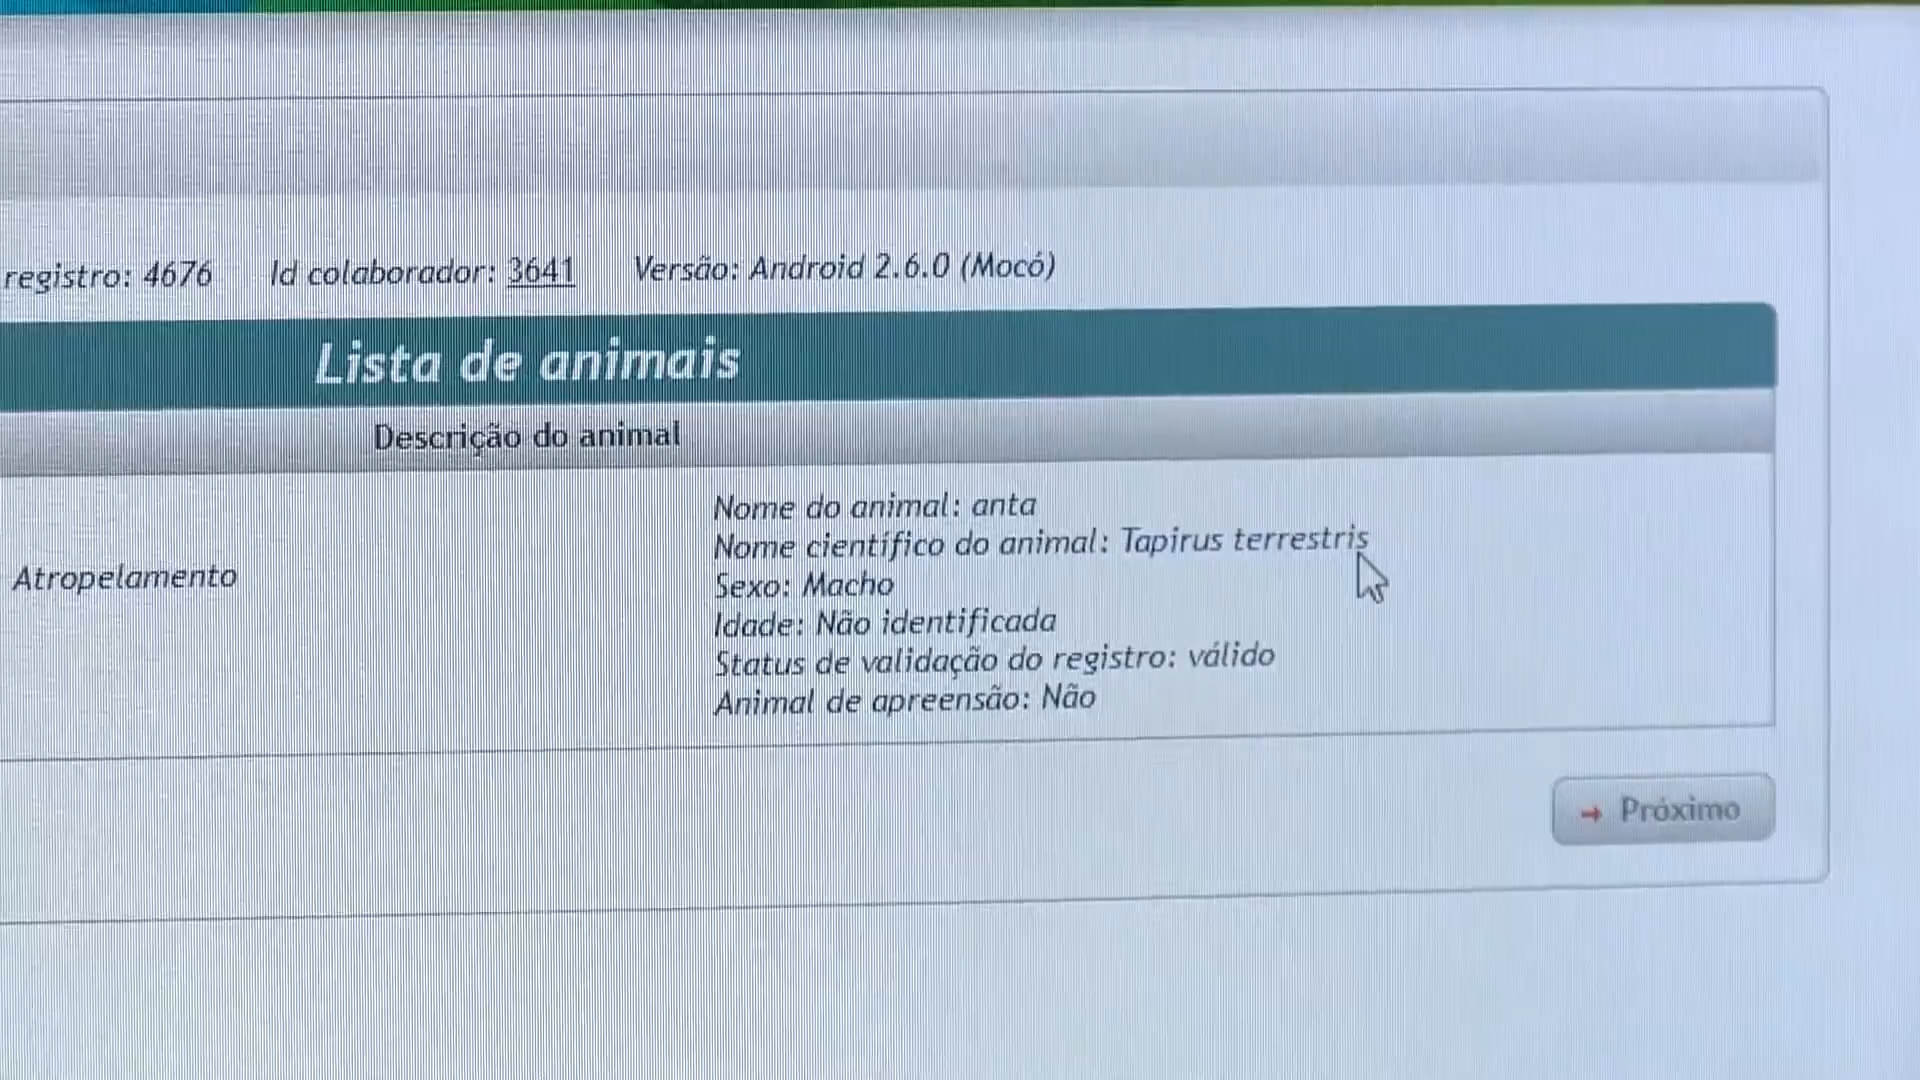 registro: 4676 Id colaborador: 3641 Versão: Android 2.6.0 (Mocó)
Lista de animais
Descrição do animal
Atropelamento
Nome do animal: anta
Nome científico do animal: Tapirus terrestris
Sexo: Macho
Idade: Não identificada
Status de validação do registro: válido
Animal de apreensão: Não
Próximo